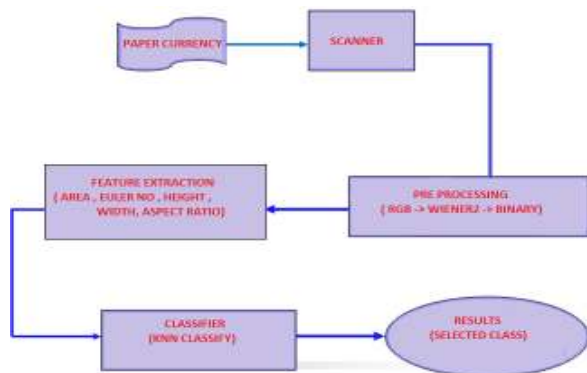 PAPER CURRENCY
SCANNER
FEATURE EXTRACTION
( AREA , EULER NO , HEIGHT ,
WIDTH, ASPECT RATIO)
PRE PROCESSING
( RGB -> WIENER2 -> BINARY)
CLASSIFIER
(KNN CLASSIFY)
RESULTS
(SELECTED CLASS)